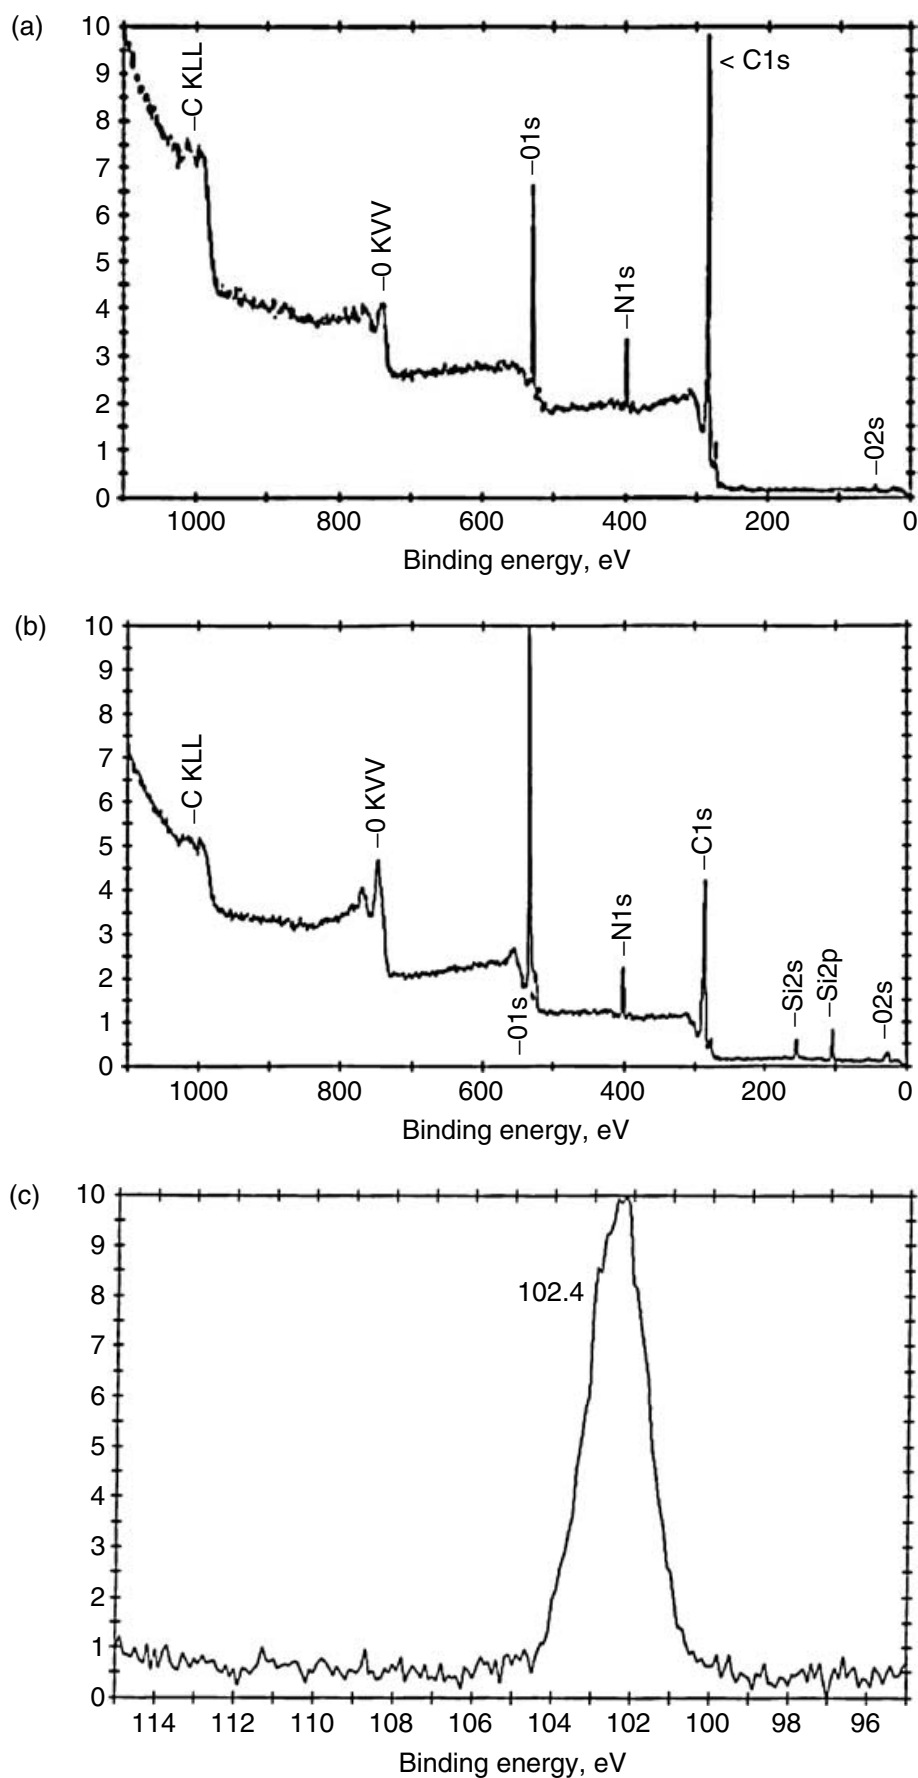 (a)
10
9
8
7
6
5
4
3
2
1
0
–C KLL
–0 KVV
–01s
–N1s
< C1s
–02s
1000 800 600 400 200 0
Binding energy, eV
(b)
10
9
8
7
6
5
4
3
2
1
0
–C KLL
–0 KVV
–01s
–N1s
–C1s
–Si2s
–Si2p
–02s
1000 800 600 400 200 0
Binding energy, eV
(c)
10
9
8
7
6
5
4
3
2
1
0
102.4
114 112 110 108 106 104 102 100 98 96
Binding energy, eV